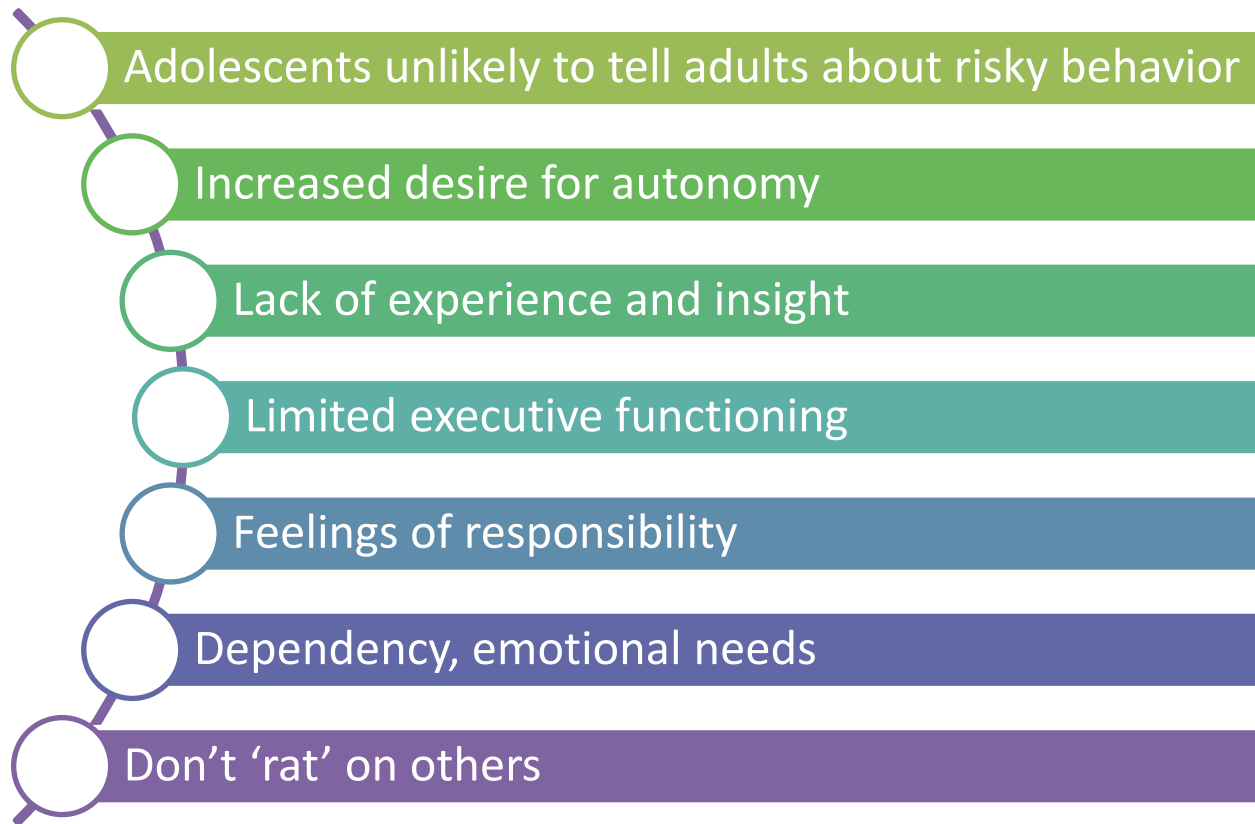 Adolescents unlikely to tell adults about risky behavior
Increased desire for autonomy
Lack of experience and insight
Limited executive functioning
Feelings of responsibility
Dependency, emotional needs
Don’t ‘rat’ on others